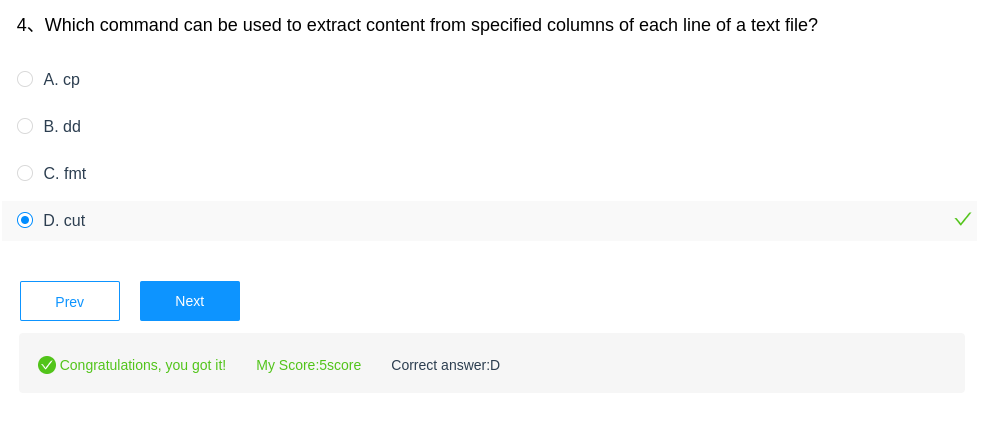 4、Which command can be used to extract content from specified columns of each line of a text file?
A. cp
B. dd
C. fmt
D. cut
Prev Next
Congratulations, you got it! My Score:5score Correct answer:D